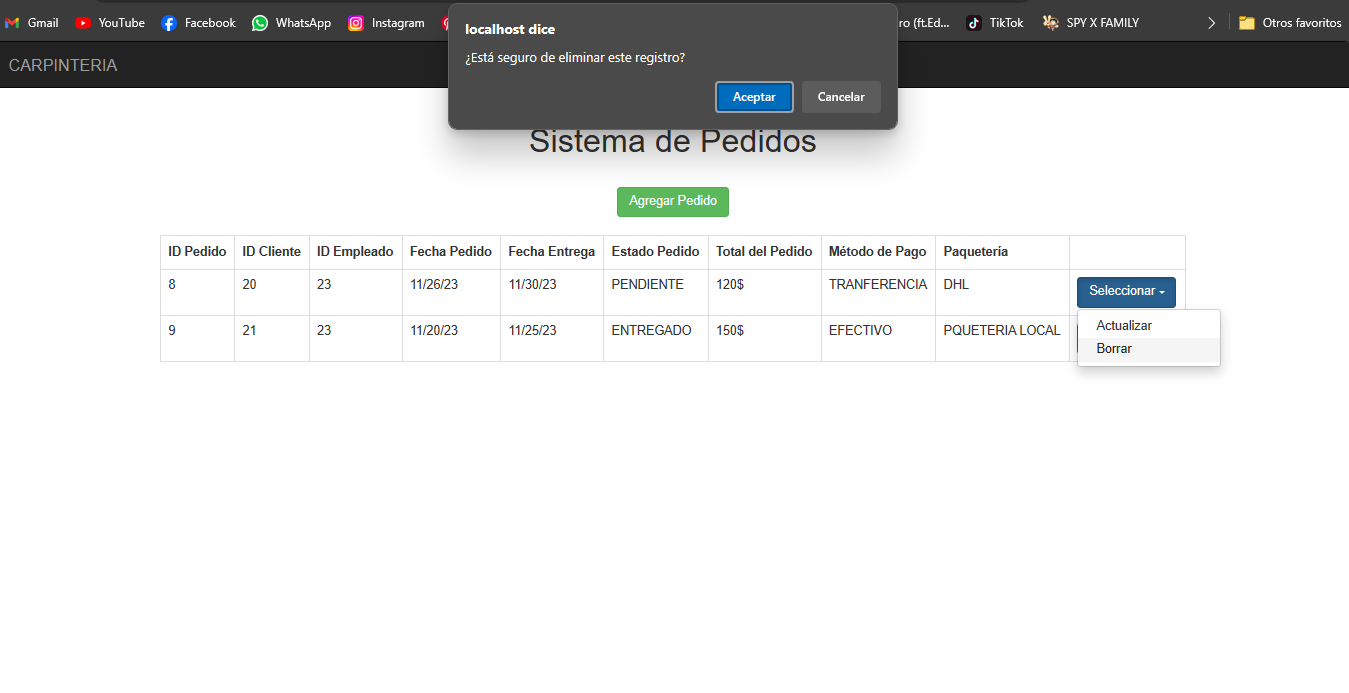 Gmail YouTube Facebook WhatsApp Instagram ro (ft.Ed... TikTok SPY X FAMILY Otros favoritos
localhost dice
¿Está seguro de eliminar este registro?
Aceptar Cancelar
CARPINTERIA
Sistema de Pedidos
Agregar Pedido
ID Pedido ID Cliente ID Empleado Fecha Pedido Fecha Entrega Estado Pedido Total del Pedido Método de Pago Paquetería
8 20 23 11/26/23 11/30/23 PENDIENTE 120$ TRANFERENCIA DHL Seleccionar
9 21 23 11/20/23 11/25/23 ENTREGADO 150$ EFECTIVO PQUETERIA LOCAL
Actualizar
Borrar